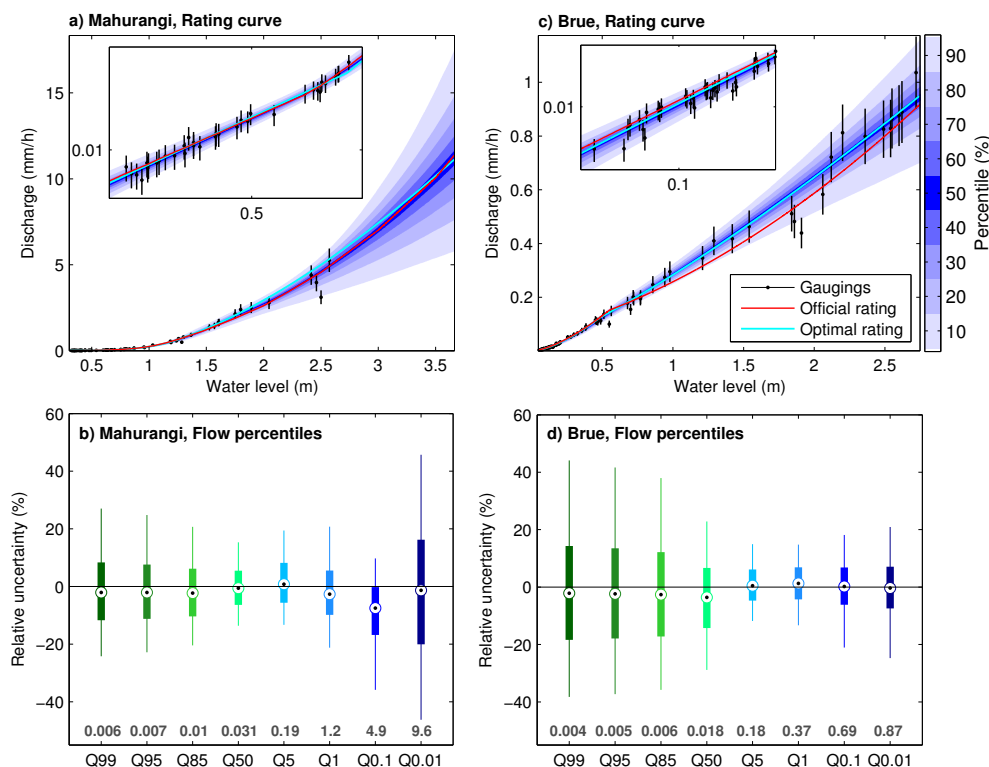 a) Mahurangi, Rating curve
15
10
5
0
Discharge (mm/h)
0.01
0.5
0.5 1 1.5 2 2.5 3 3.5
Water level (m)
c) Brue, Rating curve
1
0.8
0.6
0.4
0.2
Discharge (mm/h)
0.01
0.1
Gaugings
Official rating
Optimal rating
0.5 1 1.5 2 2.5
Water level (m)
90
80
70
60
50
40
30
20
10
Percentile (%)
b) Mahurangi, Flow percentiles
60
40
20
0
−20
−40
Relative uncertainty (%)
0.006 0.007 0.01 0.031 0.19 1.2 4.9 9.6
Q99 Q95 Q85 Q50 Q5 Q1 Q0.1 Q0.01
d) Brue, Flow percentiles
60
40
20
0
−20
−40
Relative uncertainty (%)
0.004 0.005 0.006 0.018 0.18 0.37 0.69 0.87
Q99 Q95 Q85 Q50 Q5 Q1 Q0.1 Q0.01